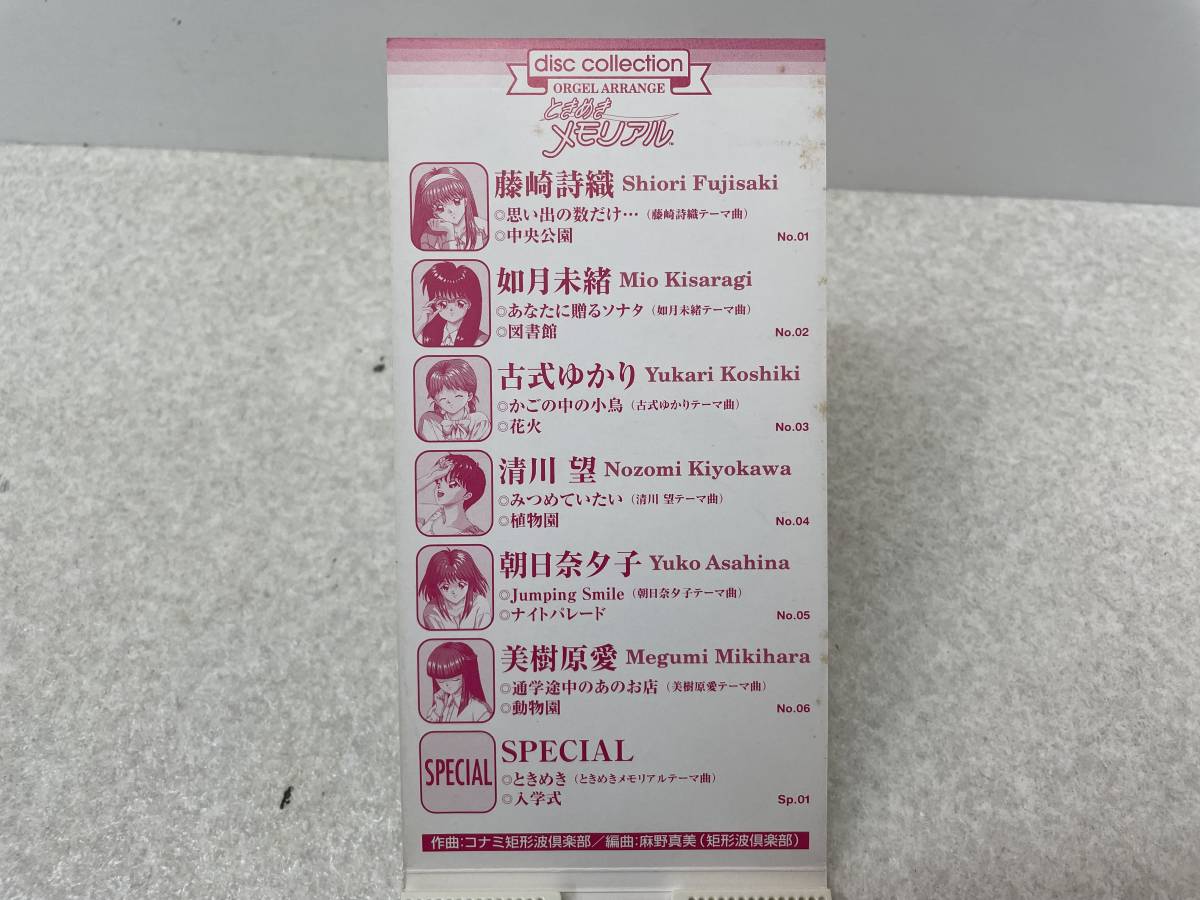 disc collection
ORGEL ARRANGE
ときめき
メモリアル™
藤崎詩織 Shiori Fujisaki
◎思い出の数だけ…（藤崎詩織テーマ曲）
◎中央公園 No.01
如月未緒 Mio Kisaragi
◎あなたに贈るソナタ（如月未緒テーマ曲）
◎図書館 No.02
古式ゆかり Yukari Koshiki
◎かごの中の小鳥（古式ゆかりテーマ曲）
◎花火 No.03
清川 望 Nozomi Kiyokawa
◎みつめていたい（清川 望テーマ曲）
◎植物園 No.04
朝日奈夕子 Yuko Asahina
◎Jumping Smile（朝日奈夕子テーマ曲）
◎ナイトパレード No.05
美樹原愛 Megumi Mikihara
◎通学途中のあのお店（美樹原愛テーマ曲）
◎動物園 No.06
SPECIAL
SPECIAL
◎ときめき（ときめきメモリアルテーマ曲）
◎入学式 Sp.01
作曲：コナミ矩形波倶楽部／編曲：麻野真美（矩形波倶楽部）